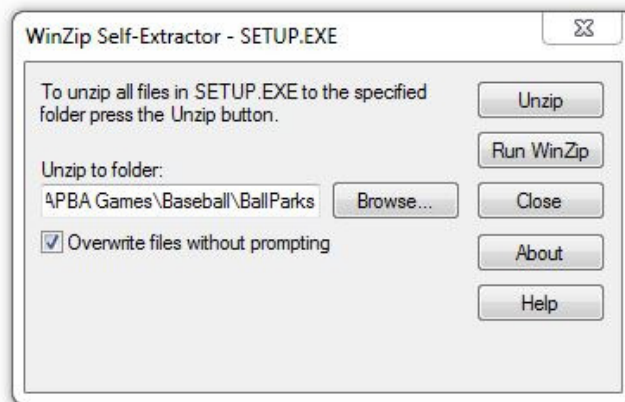 WinZip Self-Extractor - SETUP.EXE
To unzip all files in SETUP.EXE to the specified
folder press the Unzip button.
Unzip to folder:
APBA Games\Baseball\BallParks
Browse...
Overwrite files without prompting
Unzip
Run WinZip
Close
About
Help